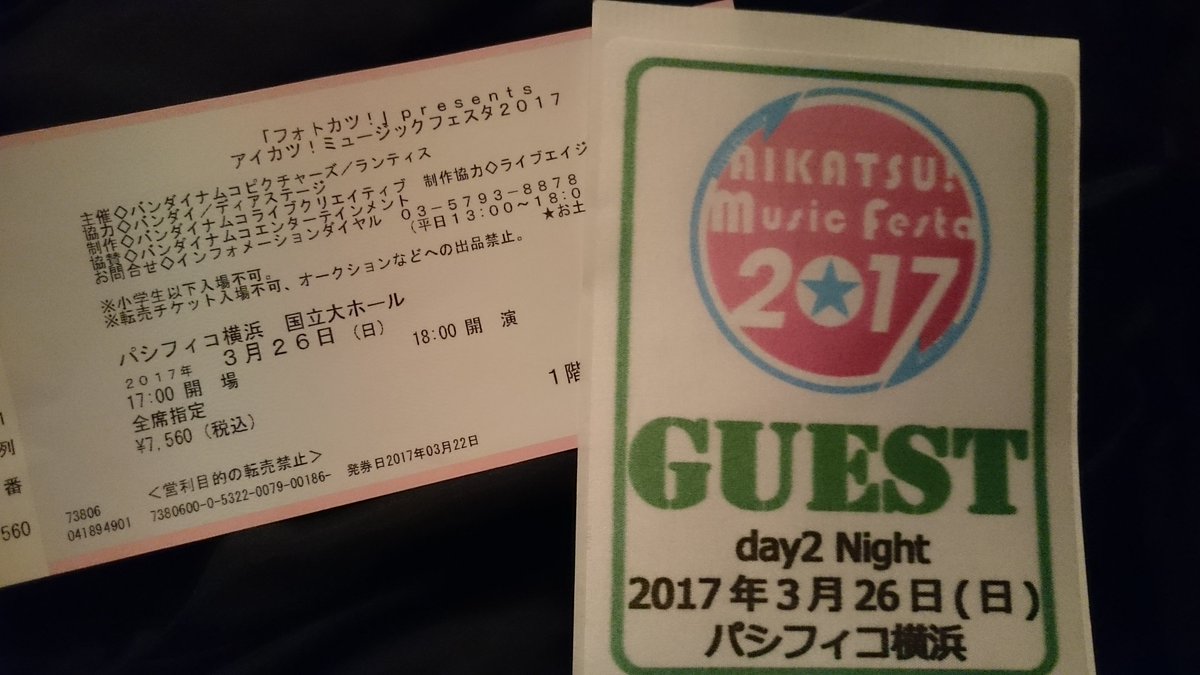 「フォトカツ！」presents
アイカツ！ミュージックフェスタ２０１７
主催◇バンダイナムコピクチャーズ／ランティス
協力◇バンダイ／ディアステージ
制作◇バンダイナムコライブクリエイティブ 制作協力◇ライブエイジ
協賛◇バンダイナムコエンターテインメント
お問合せ◇インフォメーションダイヤル ０３－５７９３－８８７８
（平日１３：００～１８：０
★お土
※小学生以下入場不可。
※転売チケット入場不可、オークションなどへの出品禁止。
パシフィコ横浜 国立大ホール
２０１７年 ３月２６日（日）
17:00 開 場 18:00 開 演
全席指定 １階
¥7,560（税込）
＜営利目的の転売禁止＞
73806 7380600-0-5322-0079-00186- 発券日2017年03月22日
041894901
列
番
560
AIKATSU!
Music Festa
2017
GUEST
day2 Night
2017年3月26日(日)
パシフィコ横浜